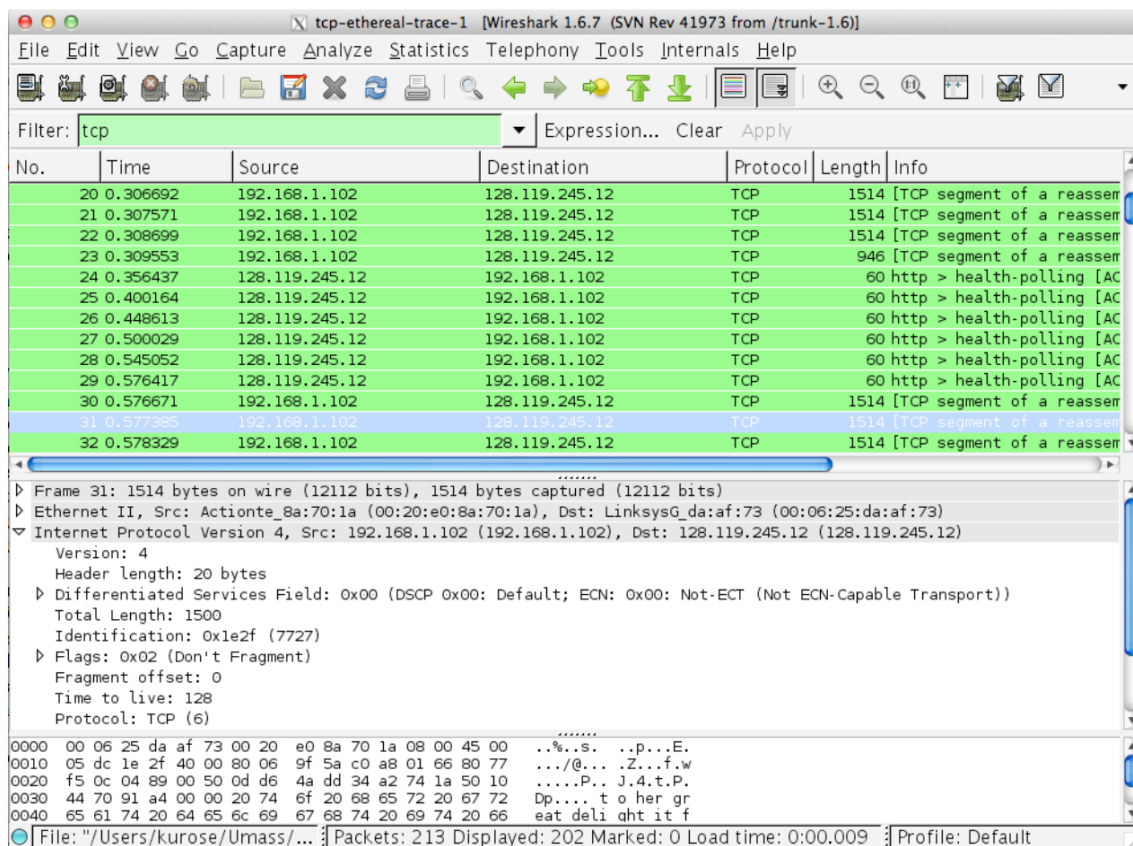 tcp-ethereal-trace-1 [Wireshark 1.6.7 (SVN Rev 41973 from /trunk-1.6)]
File Edit View Go Capture Analyze Statistics Telephony Tools Internals Help
Filter: tcp Expression... Clear Apply
No. Time Source Destination Protocol Length Info
20 0.306692 192.168.1.102 128.119.245.12 TCP 1514 [TCP segment of a reassem
21 0.307571 192.168.1.102 128.119.245.12 TCP 1514 [TCP segment of a reassem
22 0.308699 192.168.1.102 128.119.245.12 TCP 1514 [TCP segment of a reassem
23 0.309553 192.168.1.102 128.119.245.12 TCP 946 [TCP segment of a reassem
24 0.356437 128.119.245.12 192.168.1.102 TCP 60 http > health-polling [AC
25 0.400164 128.119.245.12 192.168.1.102 TCP 60 http > health-polling [AC
26 0.448613 128.119.245.12 192.168.1.102 TCP 60 http > health-polling [AC
27 0.500029 128.119.245.12 192.168.1.102 TCP 60 http > health-polling [AC
28 0.545052 128.119.245.12 192.168.1.102 TCP 60 http > health-polling [AC
29 0.576417 128.119.245.12 192.168.1.102 TCP 60 http > health-polling [AC
30 0.576671 192.168.1.102 128.119.245.12 TCP 1514 [TCP segment of a reassem
31 0.577385 192.168.1.102 128.119.245.12 TCP 1514 [TCP segment of a reassem
32 0.578329 192.168.1.102 128.119.245.12 TCP 1514 [TCP segment of a reassem
Frame 31: 1514 bytes on wire (12112 bits), 1514 bytes captured (12112 bits)
Ethernet II, Src: Actionte_8a:70:1a (00:20:e0:8a:70:1a), Dst: LinksysG_da:af:73 (00:06:25:da:af:73)
Internet Protocol Version 4, Src: 192.168.1.102 (192.168.1.102), Dst: 128.119.245.12 (128.119.245.12)
Version: 4
Header length: 20 bytes
Differentiated Services Field: 0x00 (DSCP 0x00: Default; ECN: 0x00: Not-ECT (Not ECN-Capable Transport))
Total Length: 1500
Identification: 0x1e2f (7727)
Flags: 0x02 (Don't Fragment)
Fragment offset: 0
Time to live: 128
Protocol: TCP (6)
0000 00 06 25 da af 73 00 20 e0 8a 70 1a 08 00 45 00 ..%..s. ..p...E.
0010 05 dc 1e 2f 40 00 80 06 9f 5a c0 a8 01 66 80 77 .../@... .Z...f.w
0020 f5 0c 04 89 00 50 0d d6 4a dd 34 a2 74 1a 50 10 .....P.. J.4.t.P.
0030 44 70 91 a4 00 00 20 74 6f 20 68 65 72 20 67 72 Dp.... t o her gr
0040 65 61 74 20 64 65 6c 69 67 68 74 20 69 74 20 66 eat deli ght it f
File: "/Users/kurose/Umass/... Packets: 213 Displayed: 202 Marked: 0 Load time: 0:00.009 Profile: Default